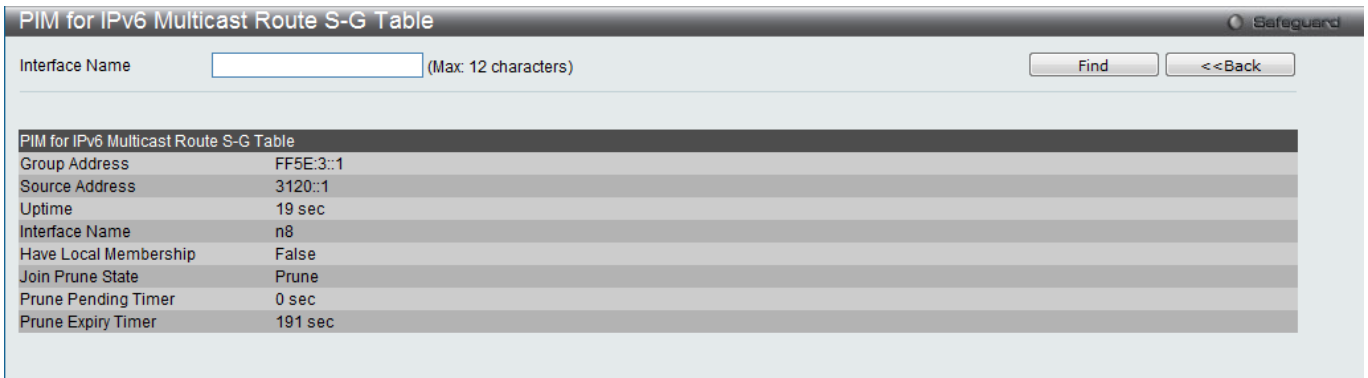 PIM for IPv6 Multicast Route S-G Table
Safeguard
Interface Name (Max: 12 characters) Find <<Back
PIM for IPv6 Multicast Route S-G Table
Group Address FF5E:3::1
Source Address 3120::1
Uptime 19 sec
Interface Name n8
Have Local Membership False
Join Prune State Prune
Prune Pending Timer 0 sec
Prune Expiry Timer 191 sec